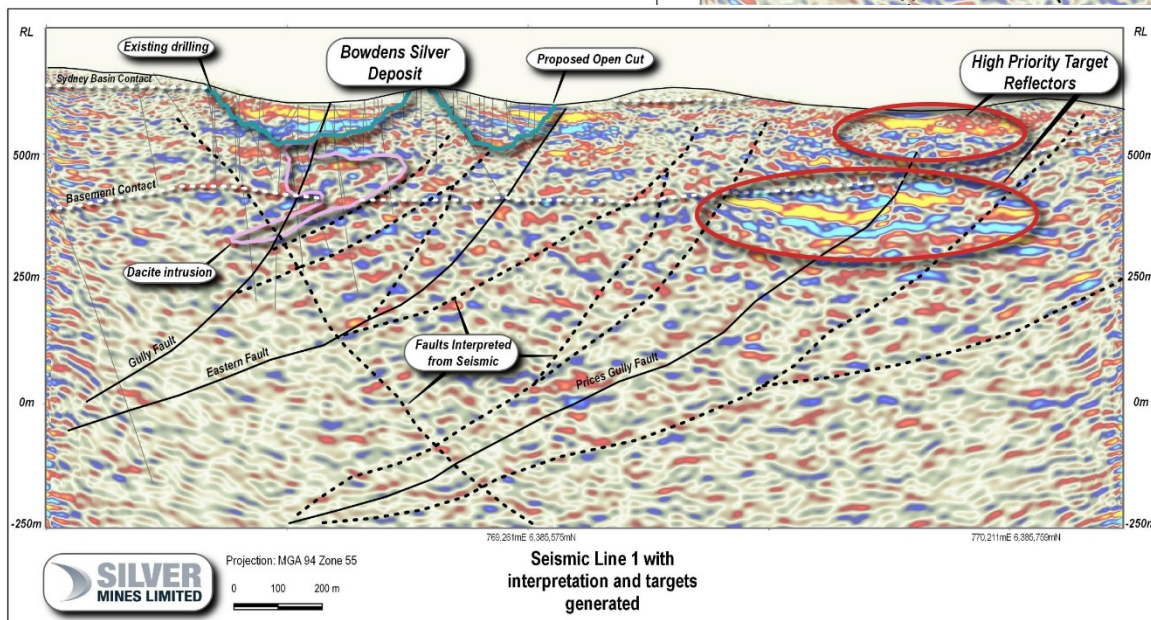 RL
Existing drilling
Bowdens Silver
Deposit
Proposed Open Cut
High Priority Target
Reflectors
RL
Sydney Basin Contact
500m
500m
Basement Contact
Dacite intrusion
250m
250m
Faults Interpreted
from Seismic
Gully Fault
Eastern Fault
Prices Gully Fault
0m
0m
-250m
-250m
769,261mE 6,385,575mN
770,211mE 6,385,759mN
SILVER
MINES LIMITED
Projection: MGA 94 Zone 55
0 100 200 m
Seismic Line 1 with
interpretation and targets
generated